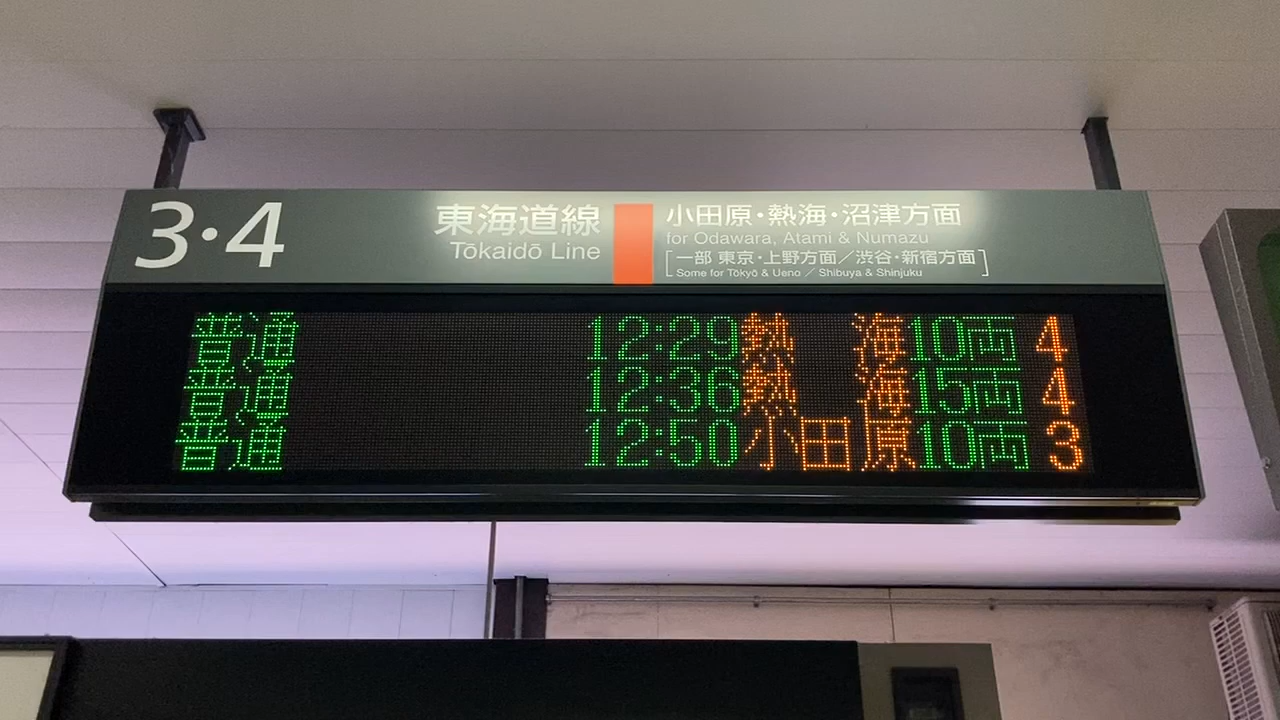 3・4
東海道線
Tōkaidō Line
小田原・熱海・沼津方面
for Odawara, Atami & Numazu
[一部 東京・上野方面／渋谷・新宿方面]
Some for Tōkyō & Ueno ／ Shibuya & Shinjuku
普通 12:29 熱海 10両 4
普通 12:36 熱海 15両 4
普通 12:50 小田原 10両 3